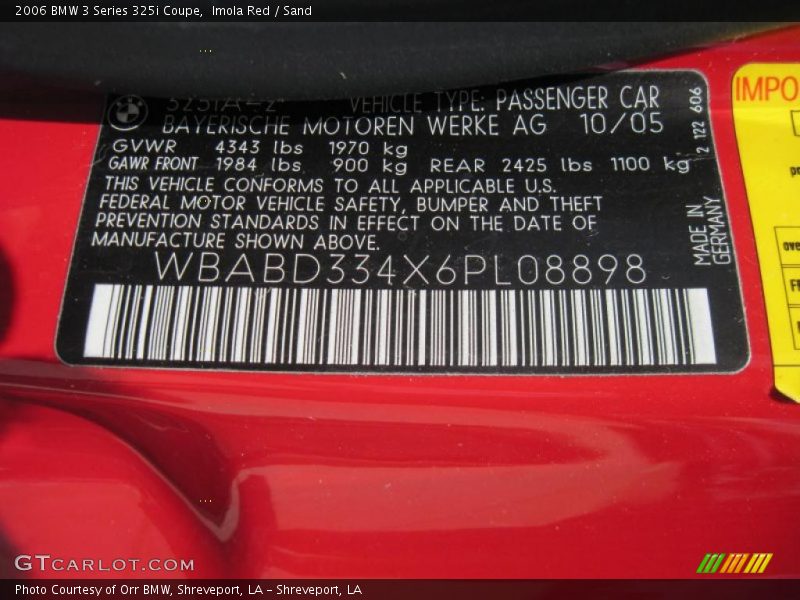 2006 BMW 3 Series 325i Coupe,  Imola Red / Sand
VEHICLE TYPE: PASSENGER CAR
BAYERISCHE MOTOREN WERKE AG 10/05
GVWR 4343 lbs 1970 kg
GAWR FRONT 1984 lbs 900 kg REAR 2425 lbs 1100 kg
THIS VEHICLE CONFORMS TO ALL APPLICABLE U.S.
FEDERAL MOTOR VEHICLE SAFETY, BUMPER AND THEFT
PREVENTION STANDARDS IN EFFECT ON THE DATE OF
MANUFACTURE SHOWN ABOVE.
WBABD334X6PL08898
2 122 606
MADE IN
GERMANY
IMPO
GTCARLOT.COM
Photo Courtesy of Orr BMW, Shreveport, LA – Shreveport, LA